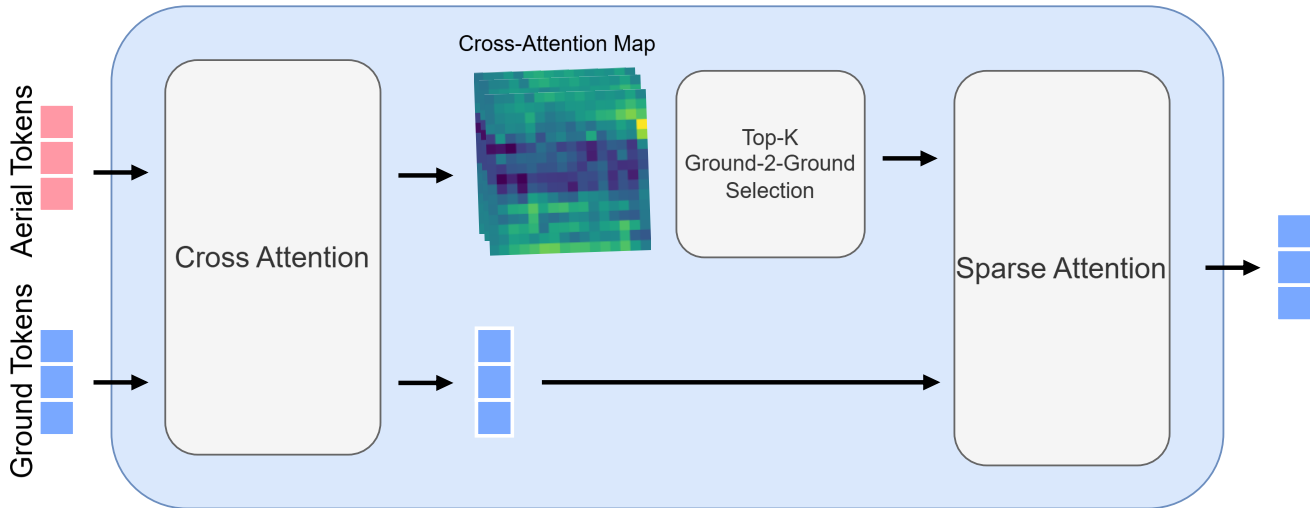 Aerial Tokens
Ground Tokens
Cross Attention
Cross-Attention Map
Top-K
Ground-2-Ground
Selection
Sparse Attention